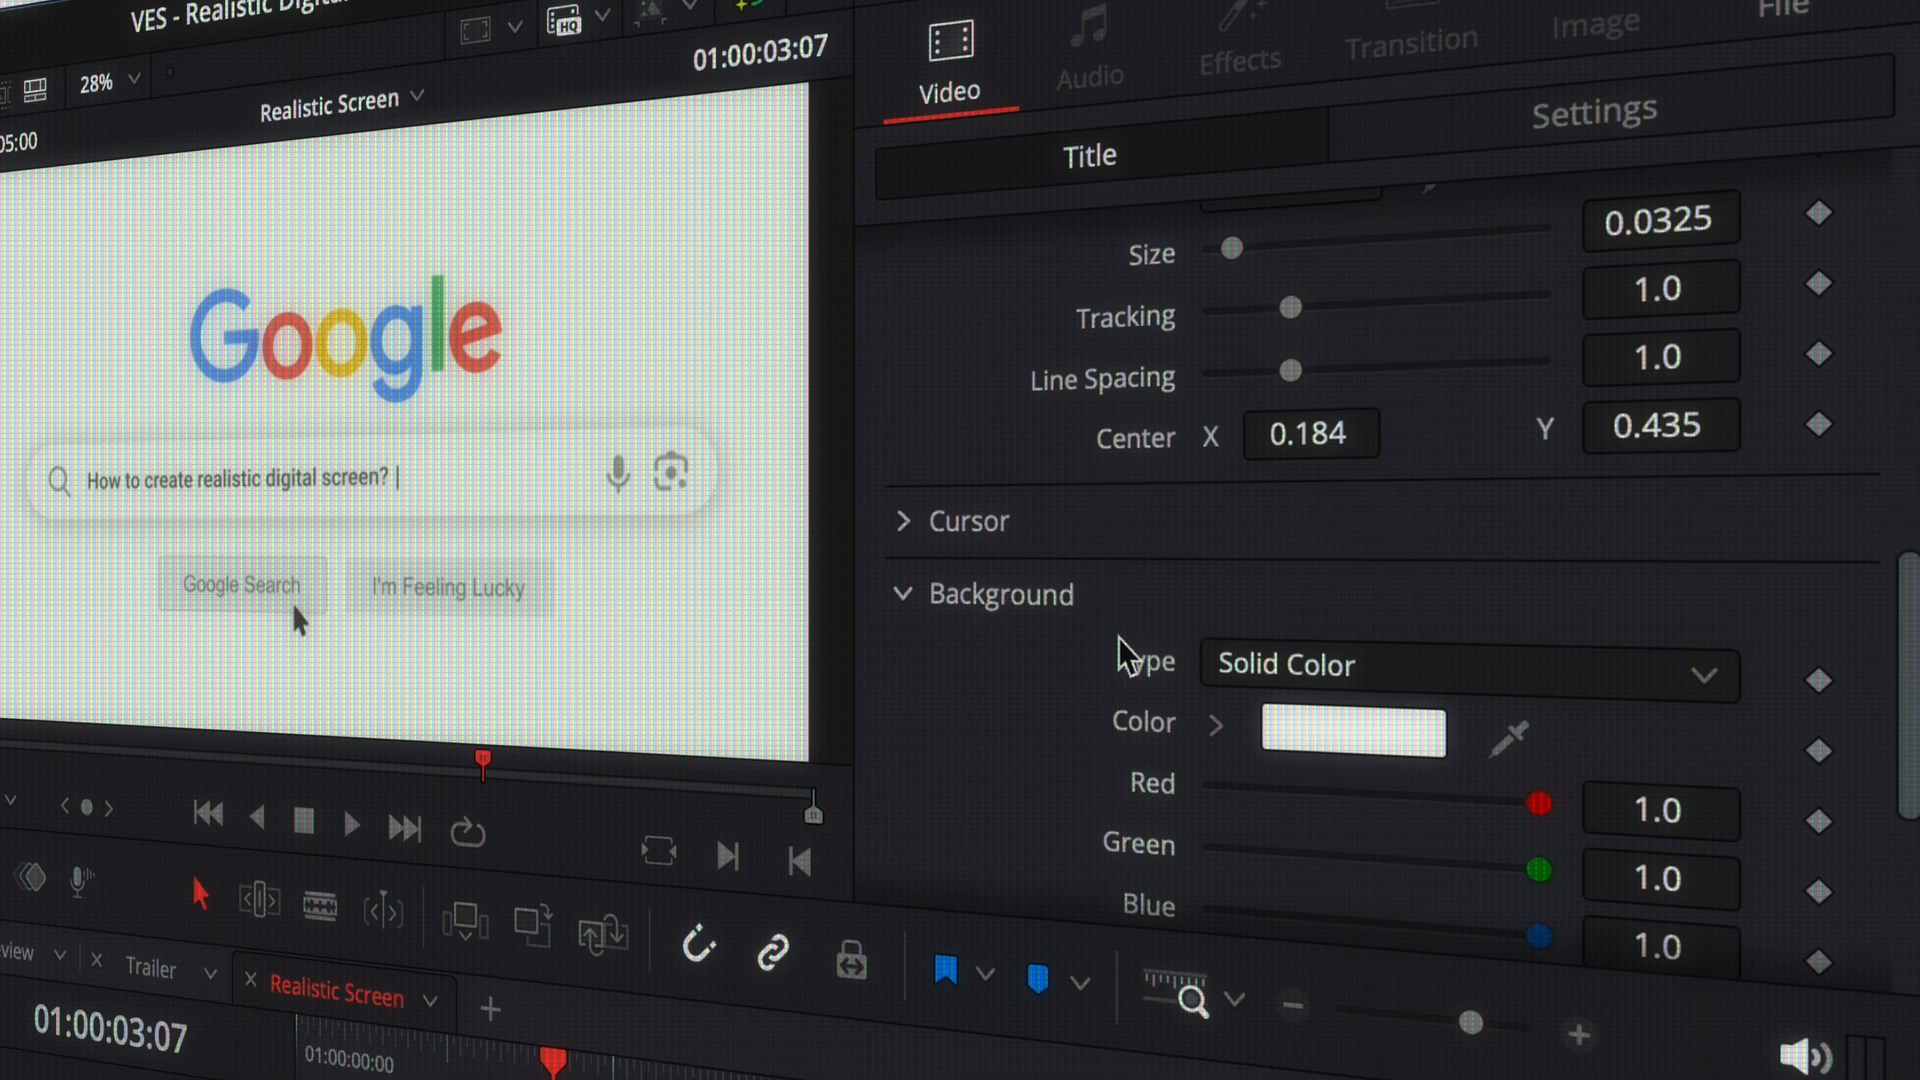 VES - Realistic Digital
HQ
01:00:03:07
28%
Realistic Screen
05:00
Google
How to create realistic digital screen? |
Google Search
I'm Feeling Lucky
Video
Audio
Effects
Transition
Image
File
Title
Settings
Size
0.0325
Tracking
1.0
Line Spacing
1.0
Center X 0.184 Y 0.435
Cursor
Background
Type
Solid Color
Color
Red
1.0
Green
1.0
Blue
1.0
Trailer
Realistic Screen
01:00:03:07
01:00:00:00